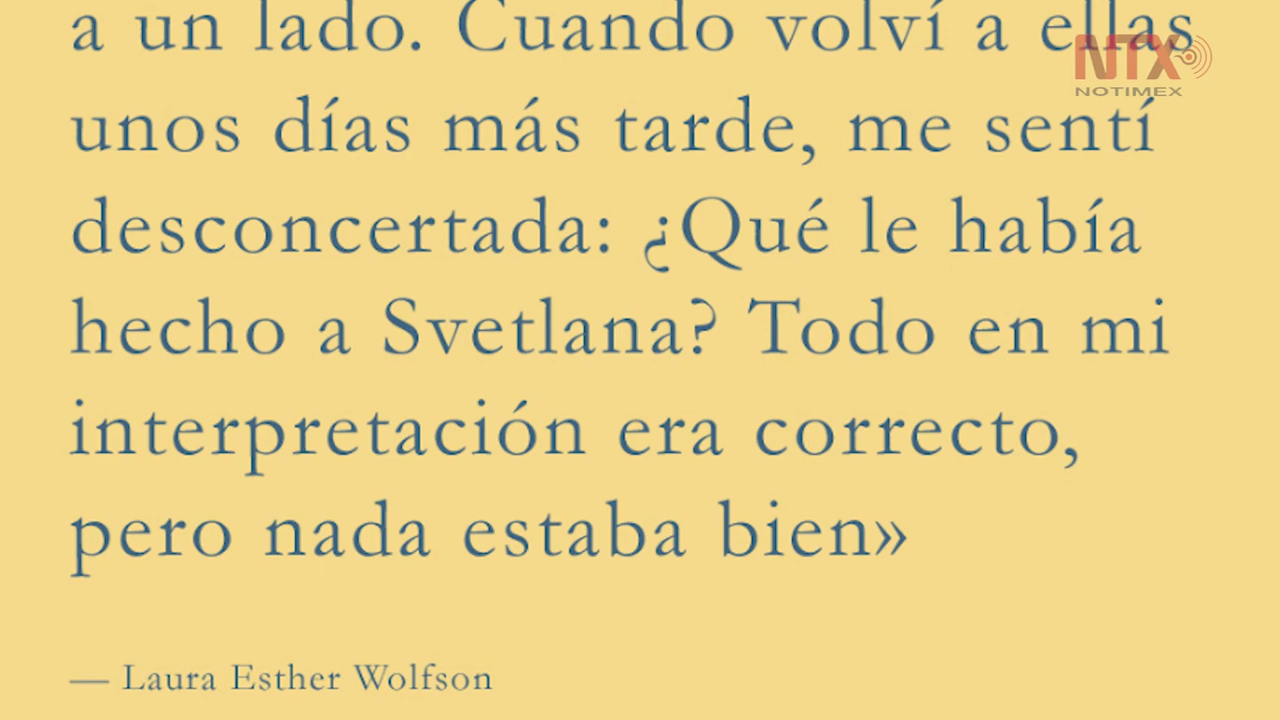 a un lado. Cuando volví a ellas
NTX
NOTIMEX
unos días más tarde, me sentí
desconcertada: ¿Qué le había
hecho a Svetlana? Todo en mi
interpretación era correcto,
pero nada estaba bien»
— Laura Esther Wolfson